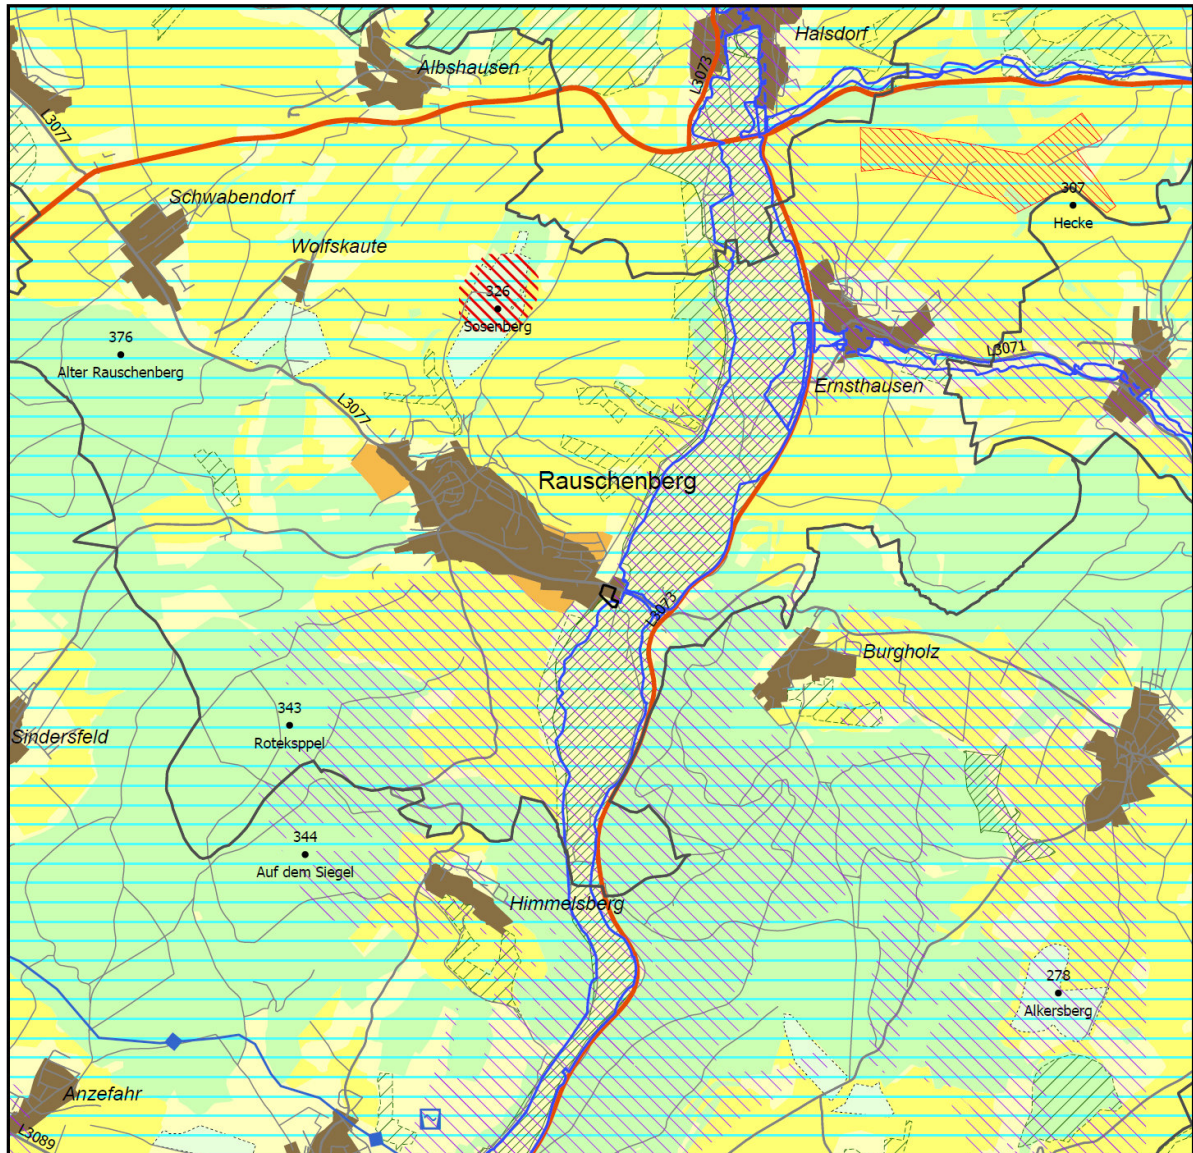 Halsdorf
Albshausen
L3073
L3077
Schwabendorf
307
Hecke
Wolfskaute
326
Sosenberg
376
Alter Rauschenberg
L3071
Ernsthausen
L3077
Rauschenberg
L3073
Burgholz
343
Roteksppel
Sindersfeld
344
Auf dem Siegel
Himmelsberg
278
Alkersberg
Anzefahr
L3089